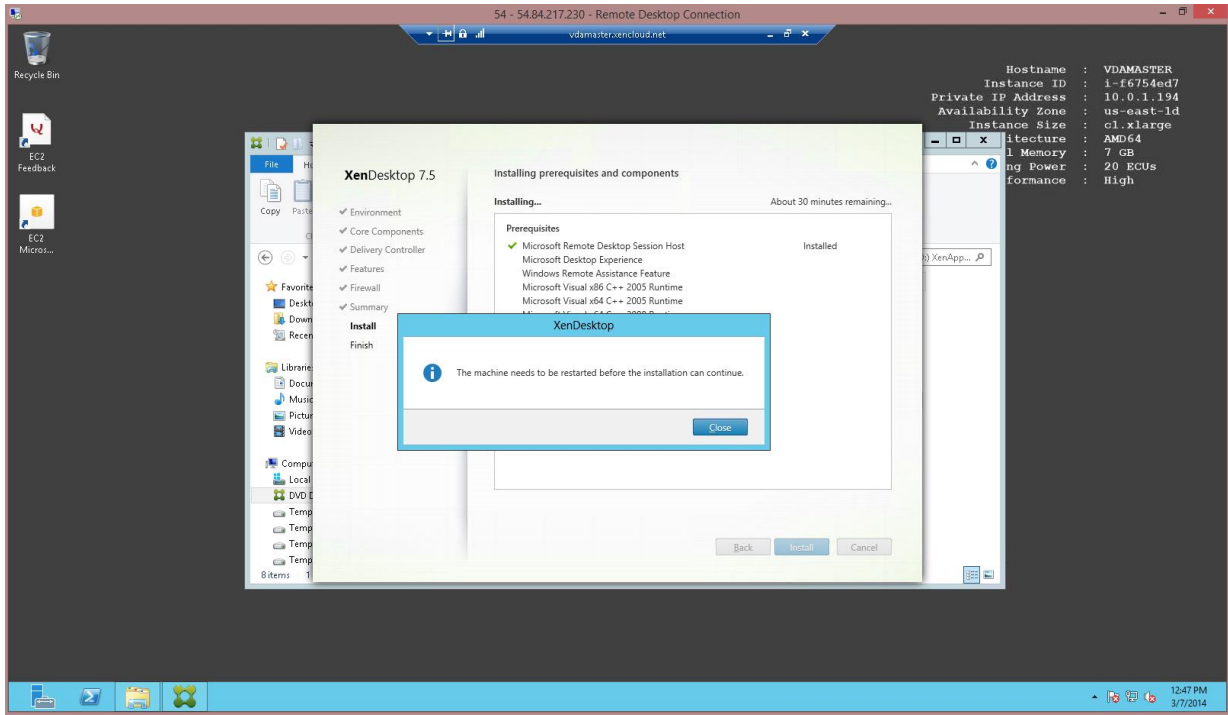 54 - 54.84.217.230 - Remote Desktop Connection
vdamaster.xencloud.net
Recycle Bin
EC2
Feedback
EC2
Micros...
Hostname : VDAMASTER
Instance ID : i-f6754ed7
Private IP Address : 10.0.1.194
Availability Zone : us-east-1d
Instance Size : c1.xlarge
itecture : AMD64
l Memory : 7 GB
ng Power : 20 ECUs
formance : High
File
Copy
Paste
XenApp...
Favorite
Deskt
Down
Recen
Librarie
Docu
Music
Pictur
Video
Compu
Local
DVD D
Temp
Temp
Temp
Temp
8 items 1
XenDesktop 7.5
Environment
Core Components
Delivery Controller
Features
Firewall
Summary
Install
Finish
Installing prerequisites and components
Installing... About 30 minutes remaining...
Prerequisites
Microsoft Remote Desktop Session Host Installed
Microsoft Desktop Experience
Windows Remote Assistance Feature
Microsoft Visual x86 C++ 2005 Runtime
Microsoft Visual x64 C++ 2005 Runtime
XenDesktop
The machine needs to be restarted before the installation can continue.
Close
Back Install Cancel
12:47 PM
3/7/2014